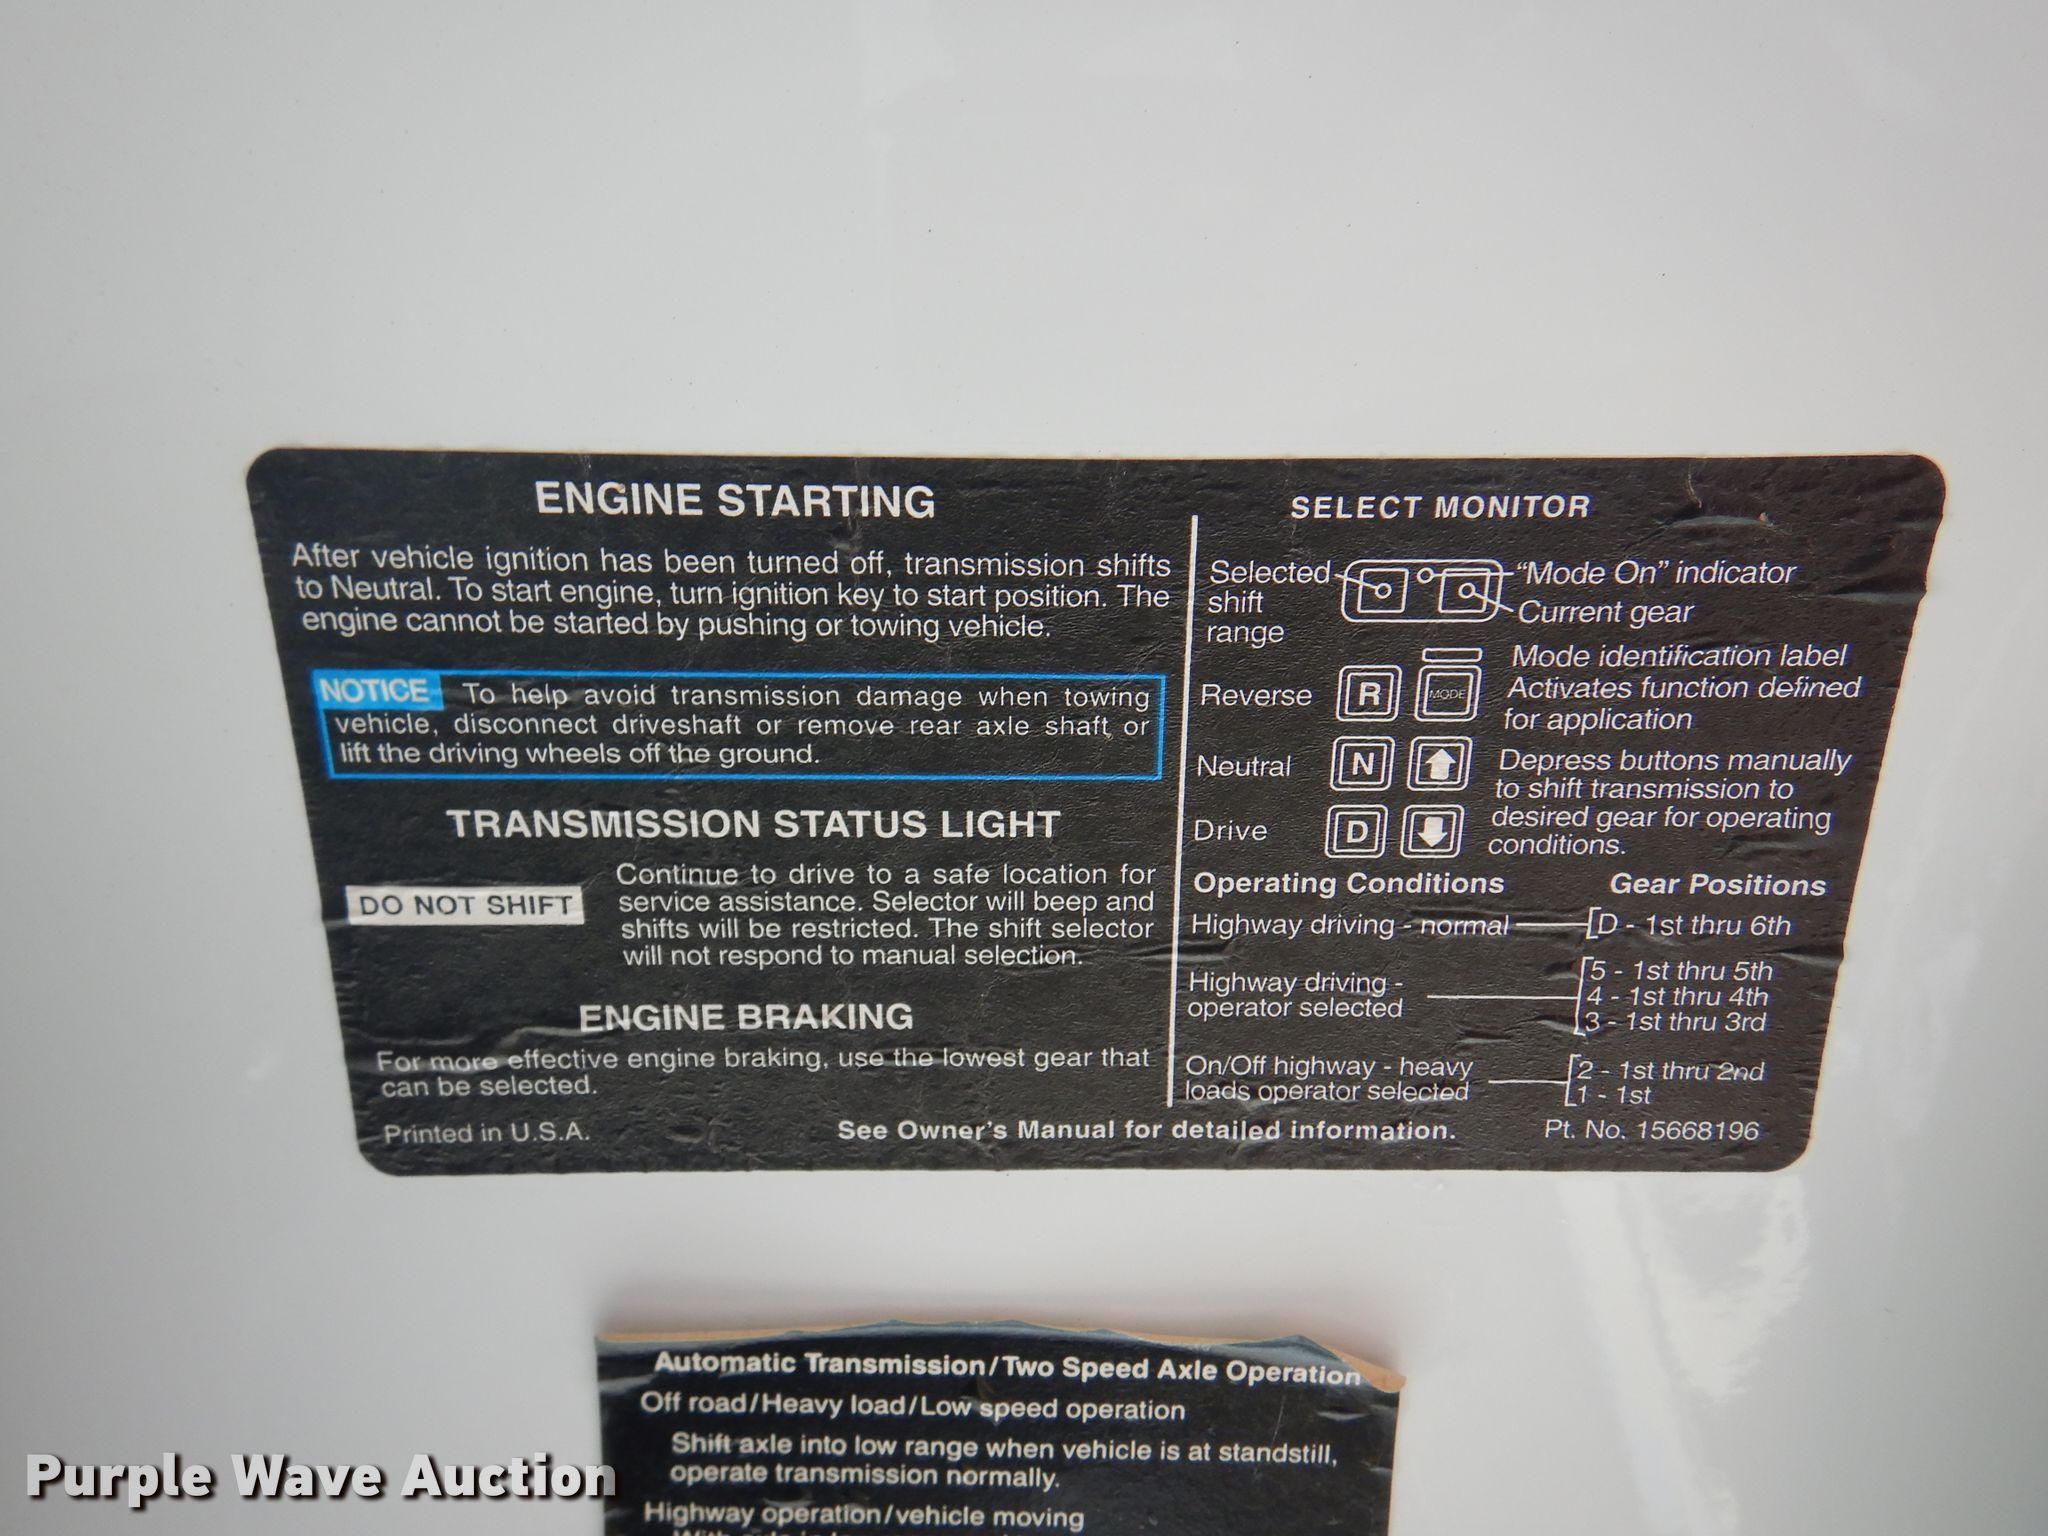 ENGINE STARTING
After vehicle ignition has been turned off, transmission shifts
to Neutral. To start engine, turn ignition key to start position. The
engine cannot be started by pushing or towing vehicle.
NOTICE To help avoid transmission damage when towing
vehicle, disconnect driveshaft or remove rear axle shaft or
lift the driving wheels off the ground.
TRANSMISSION STATUS LIGHT
DO NOT SHIFT
Continue to drive to a safe location for
service assistance. Selector will beep and
shifts will be restricted. The shift selector
will not respond to manual selection.
ENGINE BRAKING
For more effective engine braking, use the lowest gear that
can be selected.
Printed in U.S.A.
SELECT MONITOR
Selected
shift
range
"Mode On" indicator
Current gear
Mode identification label
Reverse R MODE Activates function defined
for application
Neutral N
Depress buttons manually
to shift transmission to
desired gear for operating
conditions.
Drive D
Operating Conditions Gear Positions
Highway driving - normal D - 1st thru 6th
Highway driving -
operator selected
5 - 1st thru 5th
4 - 1st thru 4th
3 - 1st thru 3rd
On/Off highway - heavy
loads operator selected
2 - 1st thru 2nd
1 - 1st
See Owner's Manual for detailed information.
Pt. No. 15668196
Automatic Transmission/Two Speed Axle Operation
Off road/Heavy load/Low speed operation
Shift axle into low range when vehicle is at standstill,
operate transmission normally.
Highway operation/vehicle moving
Purple Wave Auction